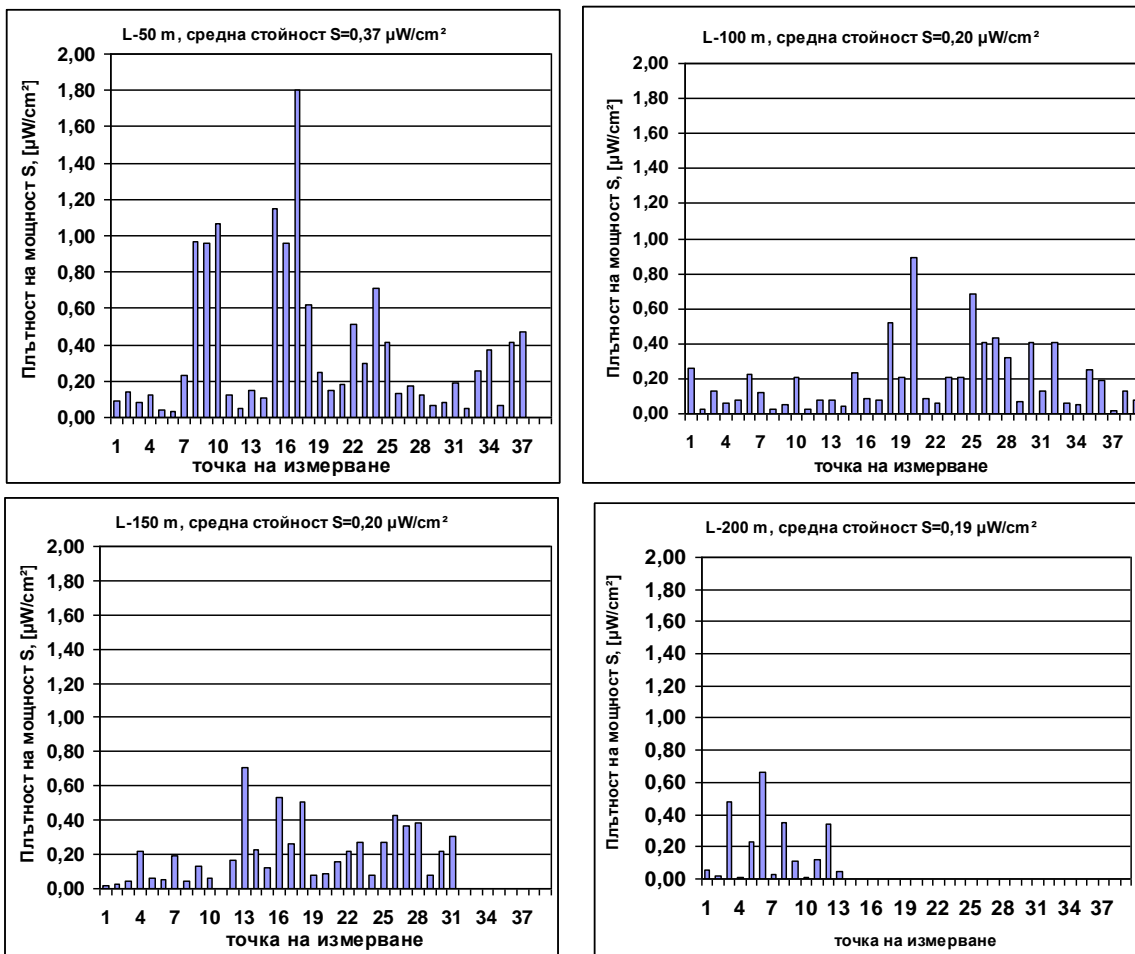 L-50 m, средна стойност S=0,37 µW/cm²
Плътност на мощност S, [µW/cm²]
2,00
1,80
1,60
1,40
1,20
1,00
0,80
0,60
0,40
0,20
0,00
1 4 7 10 13 16 19 22 25 28 31 34 37
точка на измерване
L-100 m, средна стойност S=0,20 µW/cm²
Плътност на мощност S, [µW/cm²]
2,00
1,80
1,60
1,40
1,20
1,00
0,80
0,60
0,40
0,20
0,00
1 4 7 10 13 16 19 22 25 28 31 34 37
точка на измерване
L-150 m, средна стойност S=0,20 µW/cm²
Плътност на мощност S, [µW/cm²]
2,00
1,80
1,60
1,40
1,20
1,00
0,80
0,60
0,40
0,20
0,00
1 4 7 10 13 16 19 22 25 28 31 34 37
точка на измерване
L-200 m, средна стойност S=0,19 µW/cm²
Плътност на мощност S, [µW/cm²]
2,00
1,80
1,60
1,40
1,20
1,00
0,80
0,60
0,40
0,20
0,00
1 4 7 10 13 16 19 22 25 28 31 34 37
точка на измерване